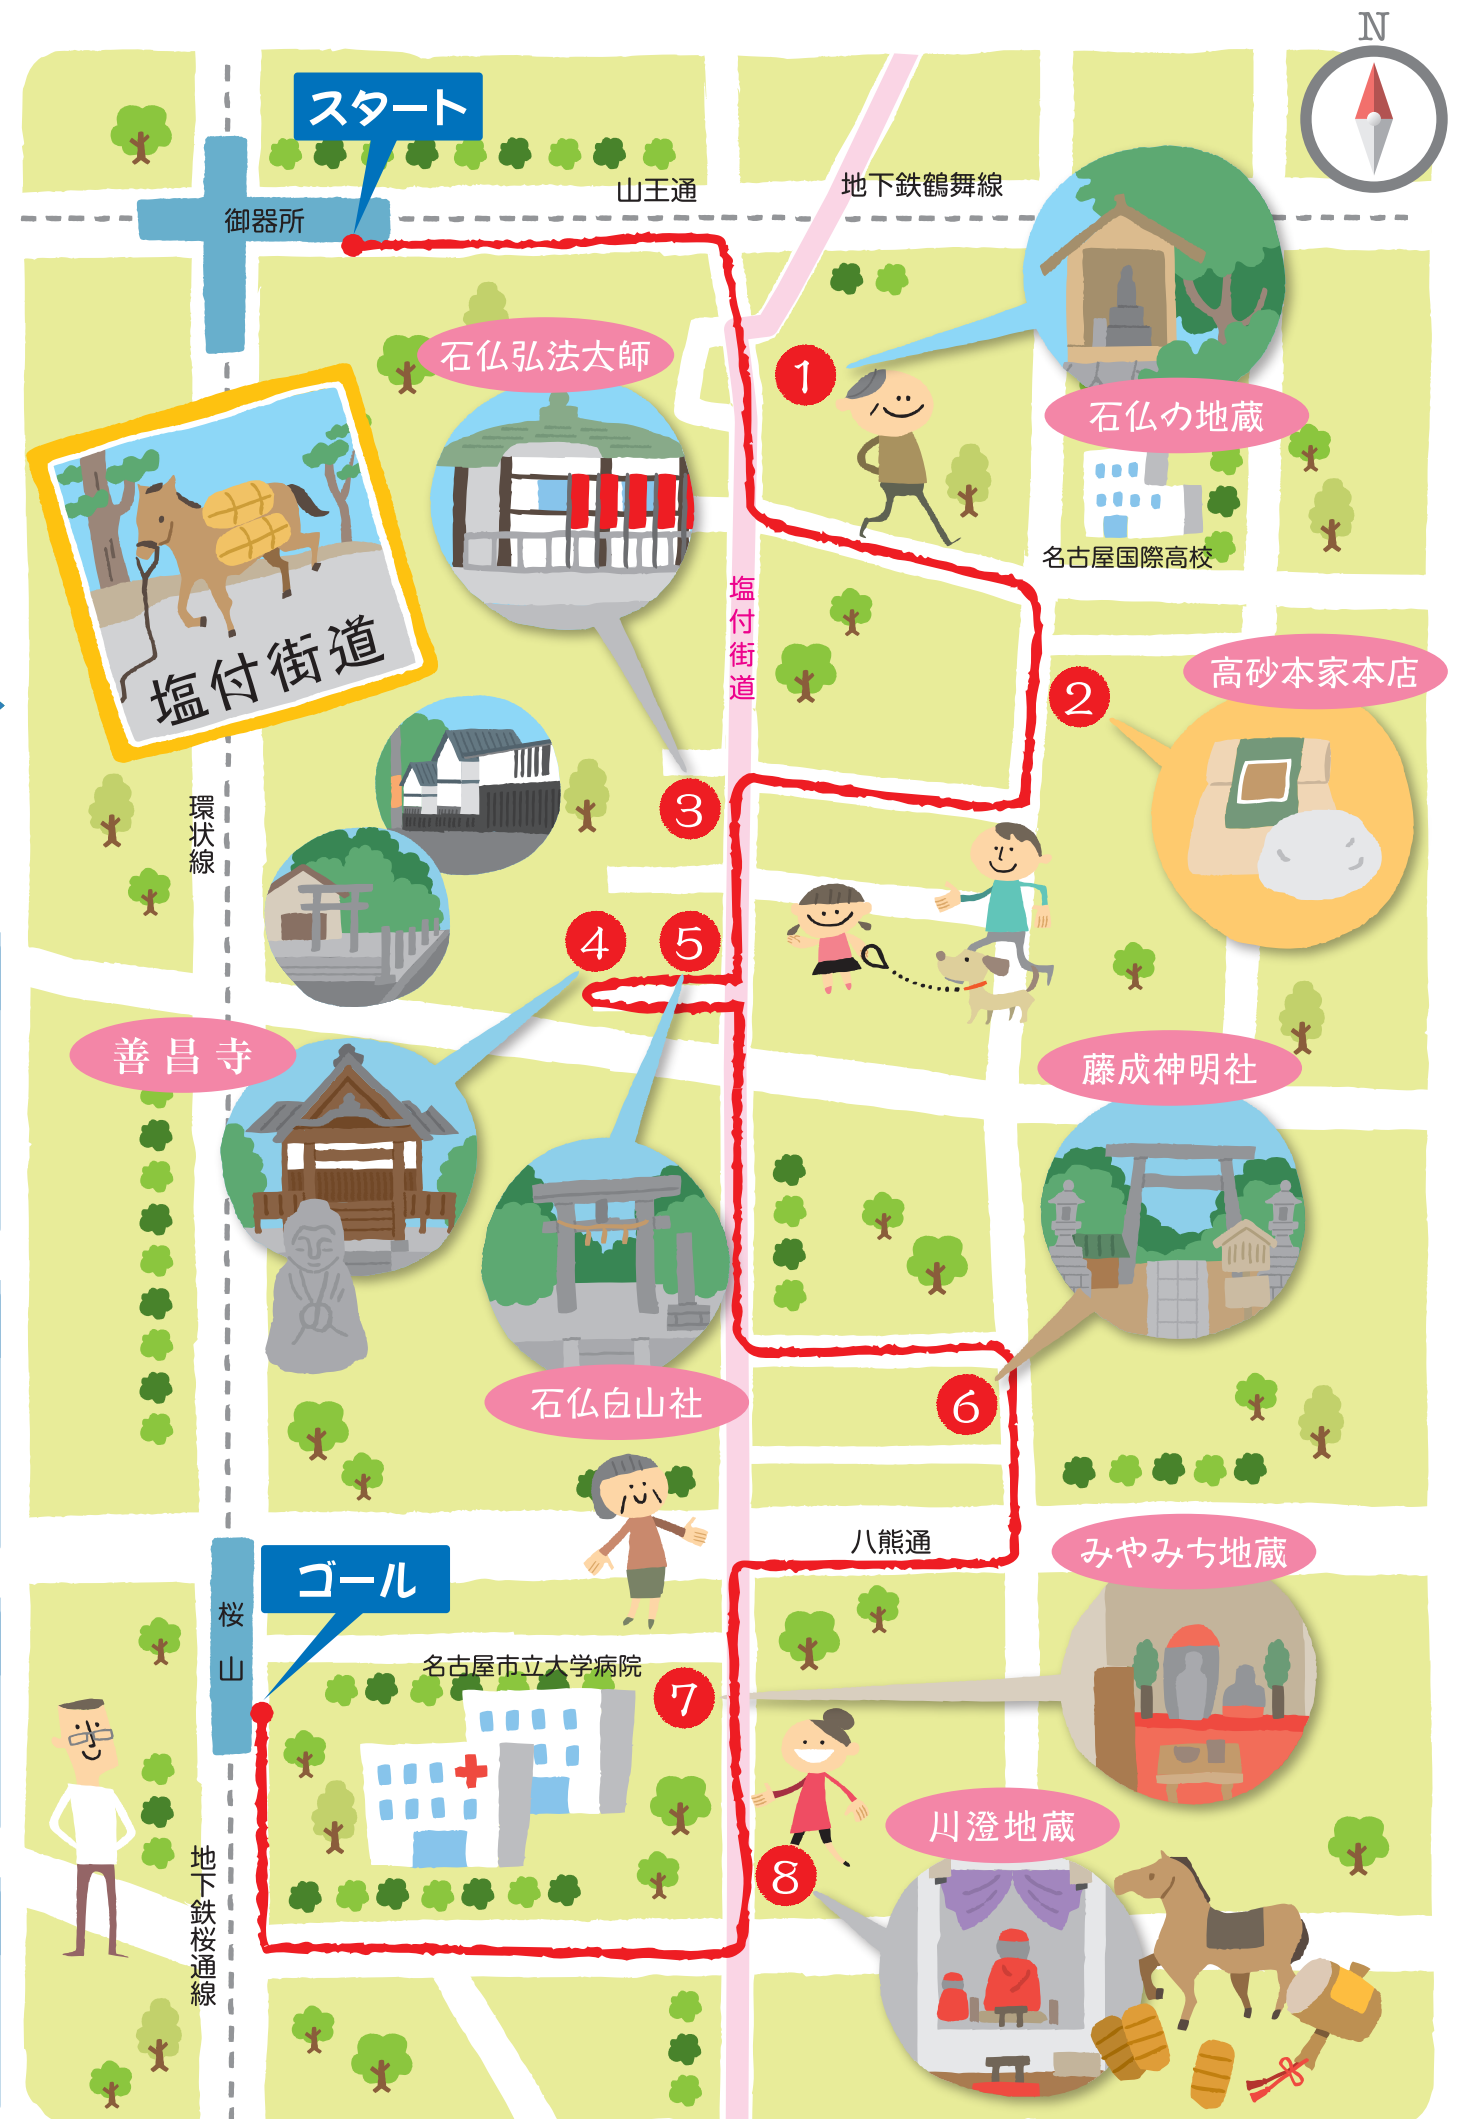 N
スタート
御器所
山王通
地下鉄鶴舞線
石仏弘法大師
1
石仏の地蔵
名古屋国際高校
塩付街道
塩付街道
2
高砂本家本店
環状線
3
4
5
善昌寺
藤成神明社
石仏白山社
6
八熊通
みやみち地蔵
ゴール
桜山
名古屋市立大学病院
7
川澄地蔵
8
地下鉄桜通線